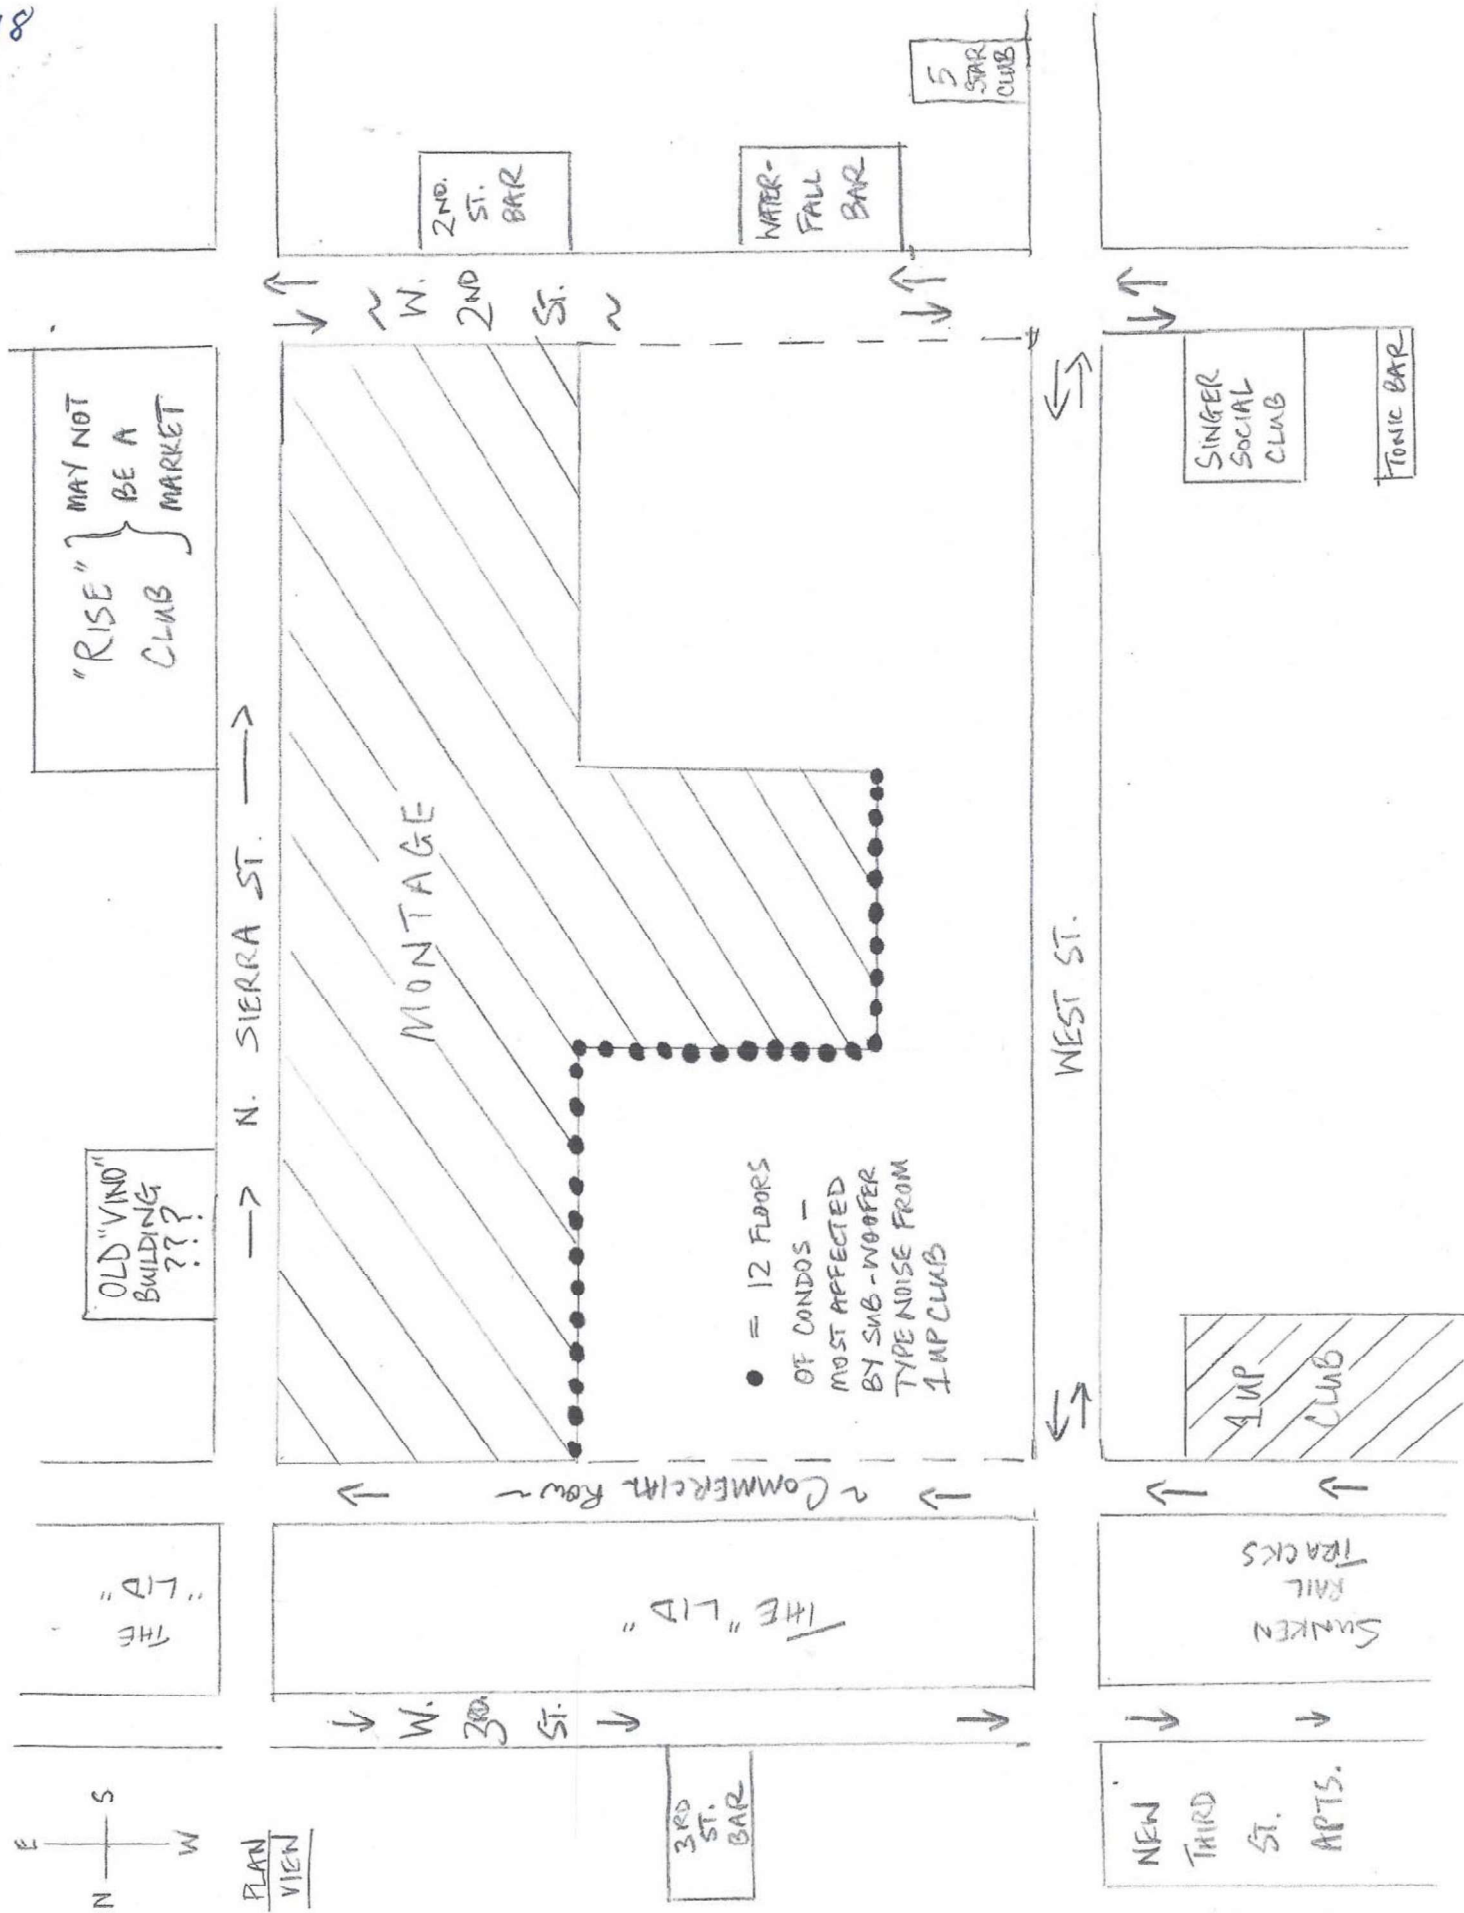 E
N S
W
PLAN
VIEW
THE
"LID"
OLD "VINO"
BUILDING
???
"RISE"
CLUB
MAY NOT
BE A
MARKET
N. SIERRA ST.
MONTAGE
W.
3RD.
ST.
3RD
ST.
BAR
THE "LID"
~ COMMERCIAL ROW ~
● = 12 FLOORS
OF CONDOS -
MOST AFFECTED
BY SUB-WOOFER
TYPE NOISE FROM
1 UP CLUB
~
W.
2ND
ST.
~
2ND.
ST.
BAR
WATER-
FALL
BAR
5
STAR
CLUB
WEST ST.
NEW
THIRD
ST.
APTS.
SUNKEN
RAIL
TRACKS
1 UP
CLUB
SINGER
SOCIAL
CLUB
TONIC BAR